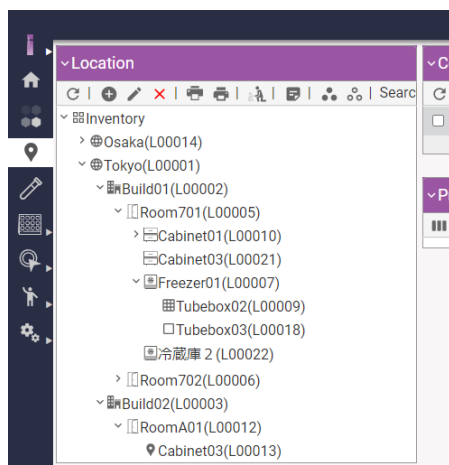 Location
Searc
Inventory
Osaka(L00014)
Tokyo(L00001)
Build01(L00002)
Room701(L00005)
Cabinet01(L00010)
Cabinet03(L00021)
Freezer01(L00007)
Tubebox02(L00009)
Tubebox03(L00018)
冷蔵庫２(L00022)
Room702(L00006)
Build02(L00003)
RoomA01(L00012)
Cabinet03(L00013)
C
P